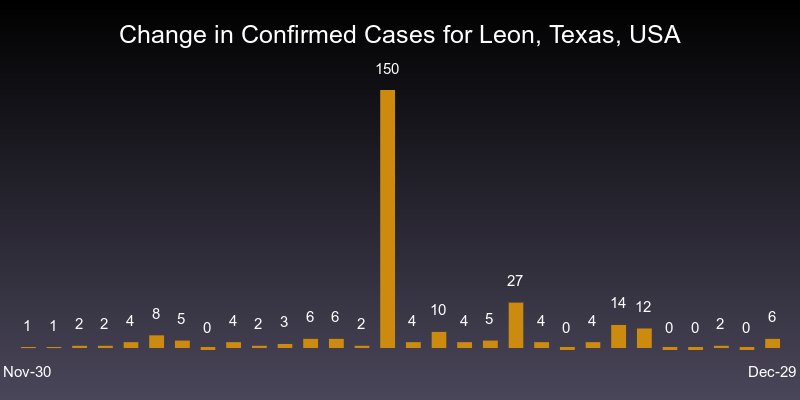 Change in Confirmed Cases for Leon, Texas, USA
150
1 1 2 2 4 8 5 0 4 2 3 6 6 2 4 10 4 5 27 4 0 4 14 12 0 0 2 0 6
Nov-30 Dec-29